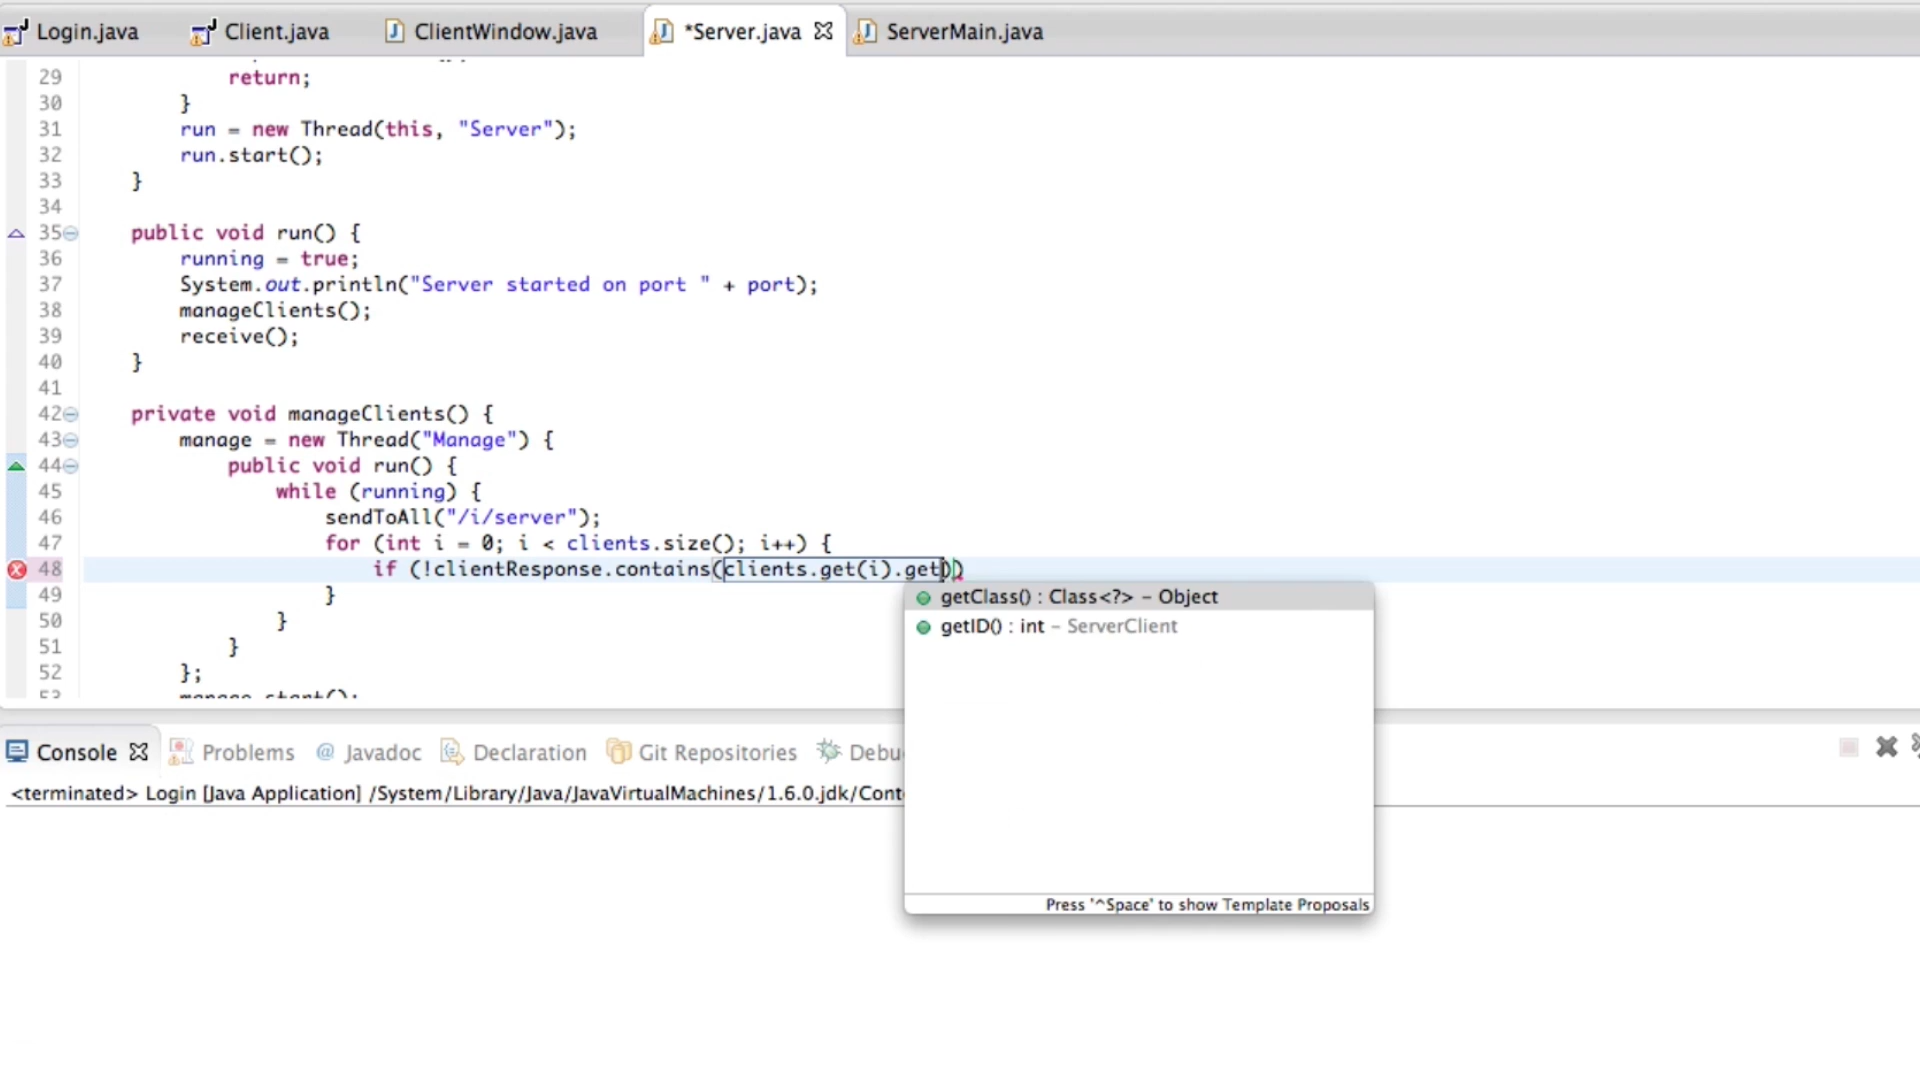 Login.java Client.java ClientWindow.java *Server.java ServerMain.java
29 return;
30 }
31 run = new Thread(this, "Server");
32 run.start();
33 }
34
35 public void run() {
36 running = true;
37 System.out.println("Server started on port " + port);
38 manageClients();
39 receive();
40 }
41
42 private void manageClients() {
43 manage = new Thread("Manage") {
44 public void run() {
45 while (running) {
46 sendToAll("/i/server");
47 for (int i = 0; i < clients.size(); i++) {
48 if (!clientResponse.contains(clients.get(i).get))
49 }
50 }
51 }
52 };
53 manage.start();
getClass() : Class<?> - Object
getID() : int - ServerClient
Press '^Space' to show Template Proposals
Console Problems @ Javadoc Declaration Git Repositories Debu
<terminated> Login [Java Application] /System/Library/Java/JavaVirtualMachines/1.6.0.jdk/Cont